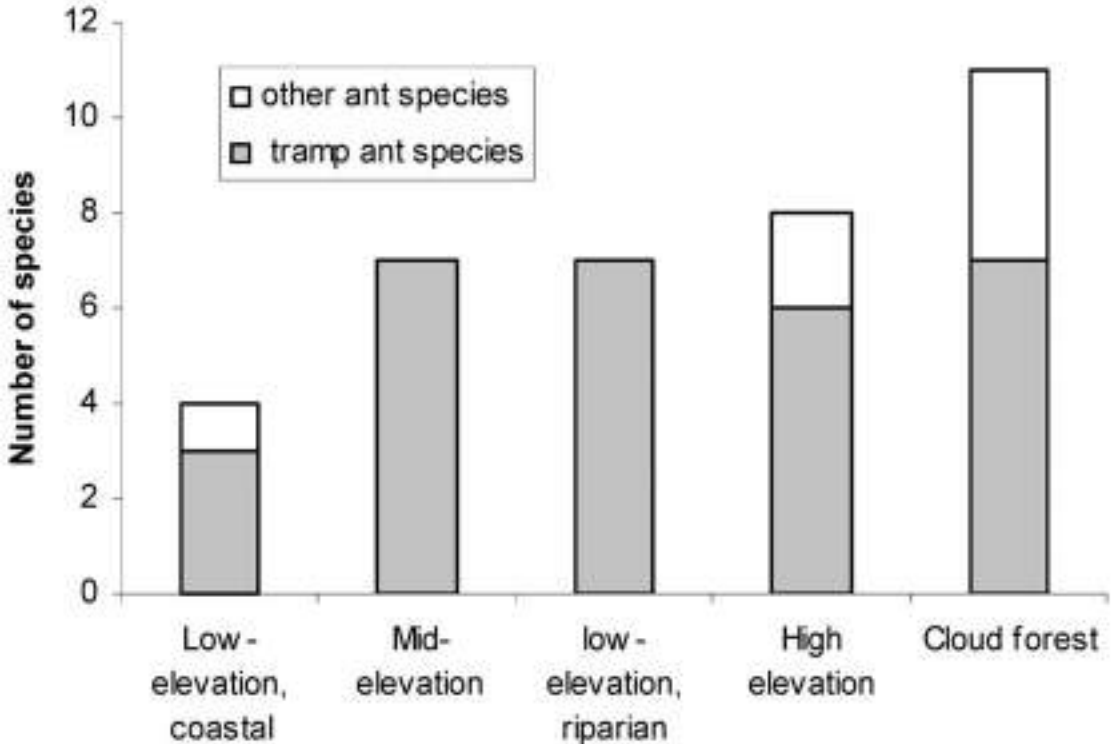 Number of species
12
10
8
6
4
2
0
other ant species
tramp ant species
Low-
elevation,
coastal
Mid-
elevation
low-
elevation,
riparian
High
elevation
Cloud forest